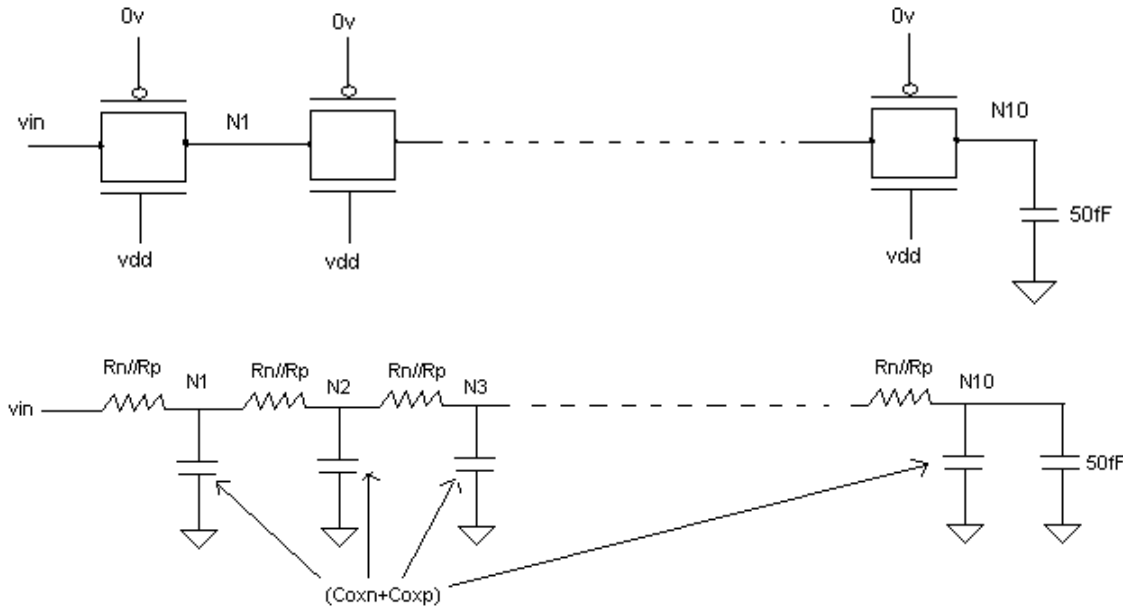 0v 0v 0v
vin N1 N10
50fF
vdd vdd vdd
Rn//Rp Rn//Rp Rn//Rp Rn//Rp
N1 N2 N3 N10
vin
50fF
(Coxn+Coxp)